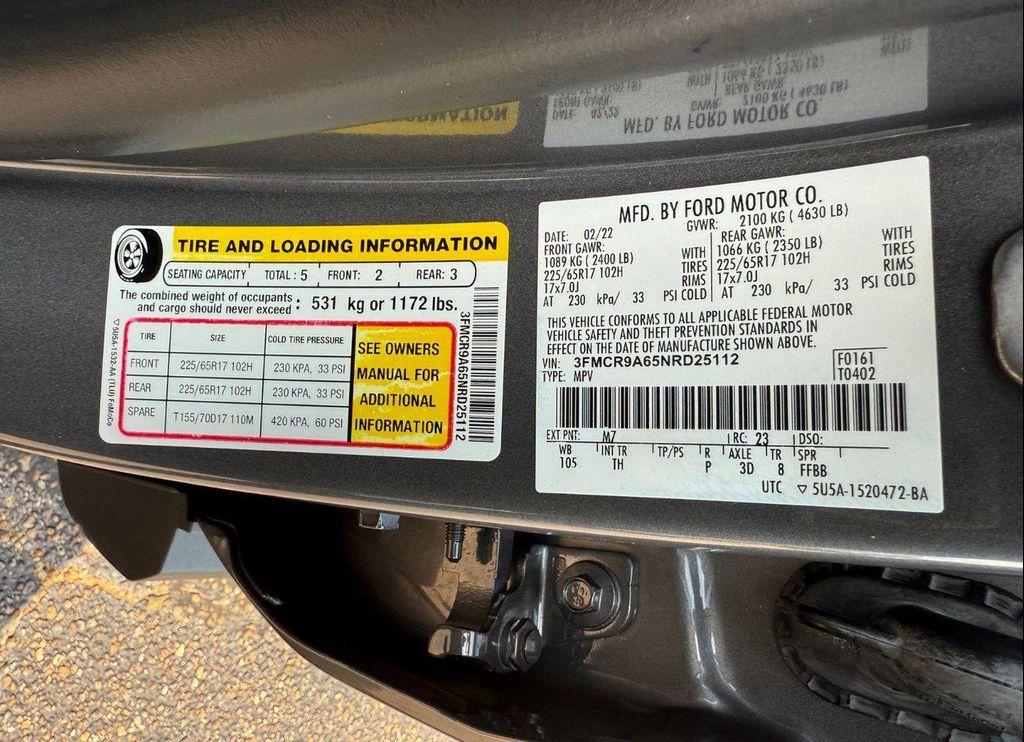 TIRE AND LOADING INFORMATION
SEATING CAPACITY TOTAL: 5 FRONT: 2 REAR: 3
The combined weight of occupants and cargo should never exceed : 531 kg or 1172 lbs.
TIRE SIZE COLD TIRE PRESSURE
FRONT 225/65R17 102H 230 KPA, 33 PSI
REAR 225/65R17 102H 230 KPA, 33 PSI
SPARE T155/70D17 110M 420 KPA, 60 PSI
SEE OWNERS
MANUAL FOR
ADDITIONAL
INFORMATION
5U5A-1532-AA (TLU) FoMoCo
3FMCR9A65NRD25112
MFD. BY FORD MOTOR CO.
DATE: 02/22 GVWR: 2100 KG ( 4630 LB)
FRONT GAWR: WITH REAR GAWR: WITH
1089 KG ( 2400 LB) TIRES 1066 KG ( 2350 LB) TIRES
225/65R17 102H RIMS 225/65R17 102H RIMS
17x7.0J 17x7.0J
AT 230 kPa/ 33 PSI COLD AT 230 kPa/ 33 PSI COLD
THIS VEHICLE CONFORMS TO ALL APPLICABLE FEDERAL MOTOR
VEHICLE SAFETY AND THEFT PREVENTION STANDARDS IN
EFFECT ON THE DATE OF MANUFACTURE SHOWN ABOVE.
VIN: 3FMCR9A65NRD25112 F0161
TYPE: MPV T0402
EXT PNT: M7 RC: 23 DSO:
WB INT TR TP/PS R AXLE TR SPR
105 TH P 3D 8 FFBB
UTC ▽ 5U5A-1520472-BA